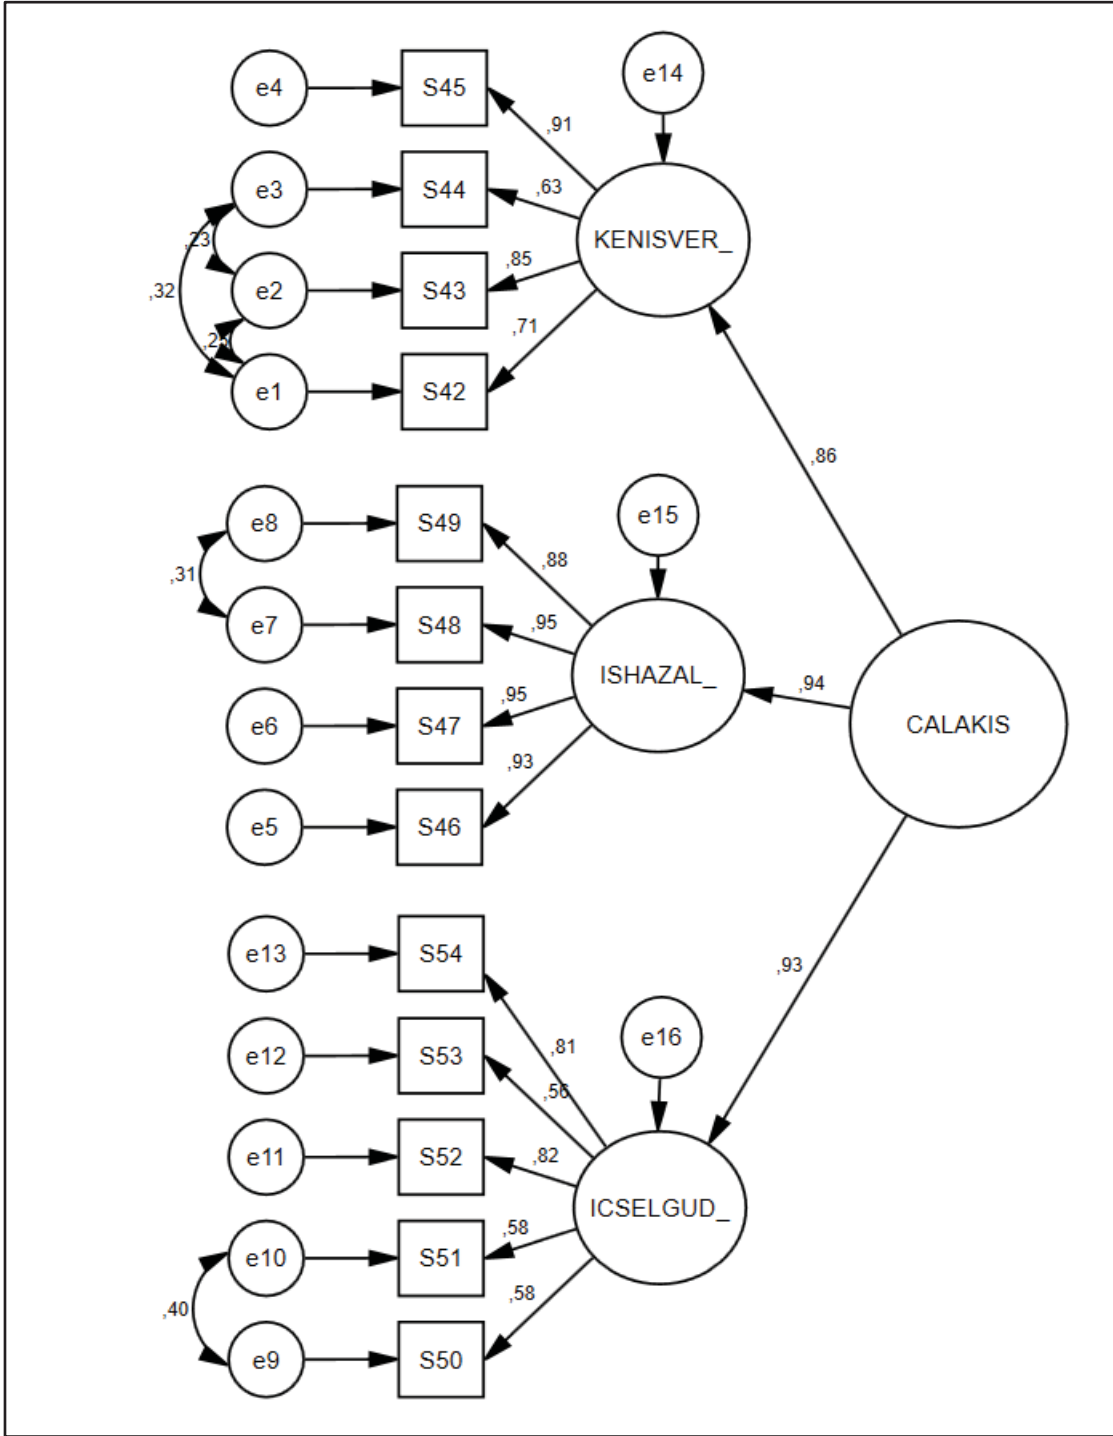 e14
e4
S45
,91
e3
S44
,63
KENISVER_
,23
,85
e2
S43
,32
,71
e1
S42
,86
e8
S49
e15
,88
,31
e7
S48
,95
ISHAZAL_
,94
,95
e6
S47
CALAKIS
,93
e5
S46
e13
S54
,93
e12
S53
,81
e16
,56
e11
S52
,82
ICSELGUD_
,58
e10
S51
,40
,58
e9
S50